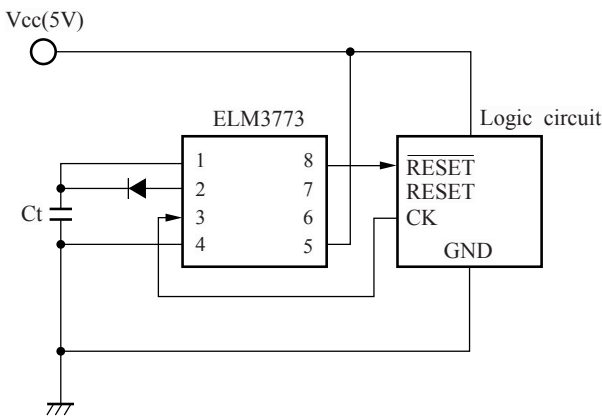 Vcc(5V)
ELM3773
Logic circuit
1
2
3
4
8
7
6
5
RESET
RESET
CK
GND
Ct